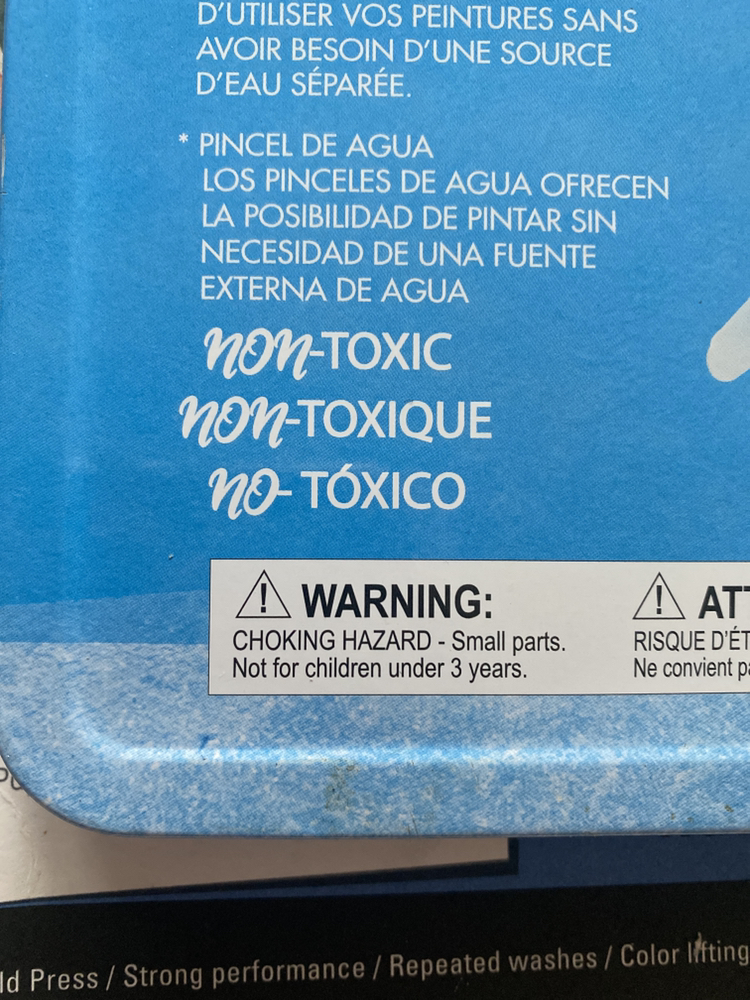 D'UTILISER VOS PEINTURES SANS
AVOIR BESOIN D'UNE SOURCE
D'EAU SÉPARÉE.
* PINCEL DE AGUA
LOS PINCELES DE AGUA OFRECEN
LA POSIBILIDAD DE PINTAR SIN
NECESIDAD DE UNA FUENTE
EXTERNA DE AGUA
non-TOXIC
non-TOXIQUE
no- TÓXICO
WARNING:
CHOKING HAZARD - Small parts.
Not for children under 3 years.
RISQUE
Ne convient
Press / Strong performance / Repeated washes / Color lifting